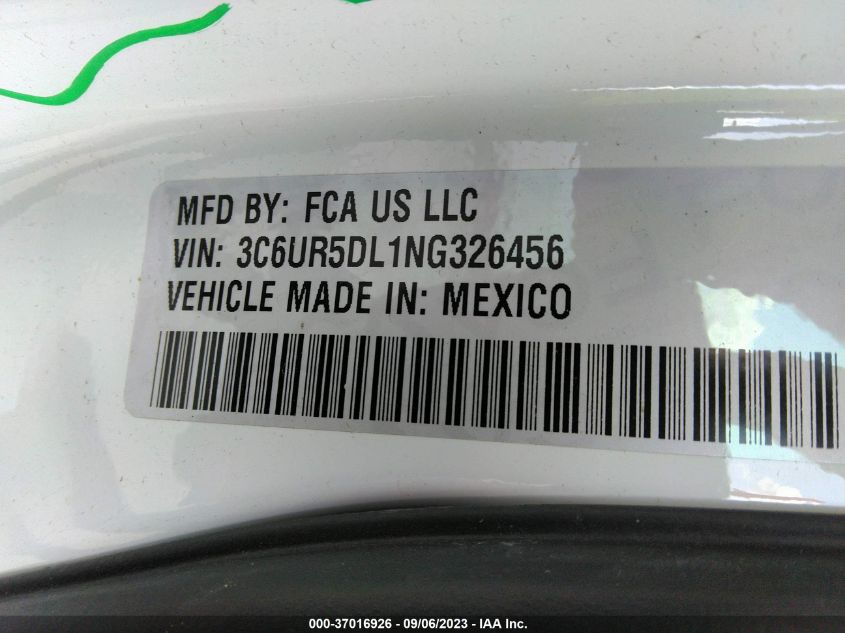 MFD BY: FCA US LLC
VIN: 3C6UR5DL1NG326456
VEHICLE MADE IN: MEXICO
000-37016926 - 09/06/2023 - IAA Inc.